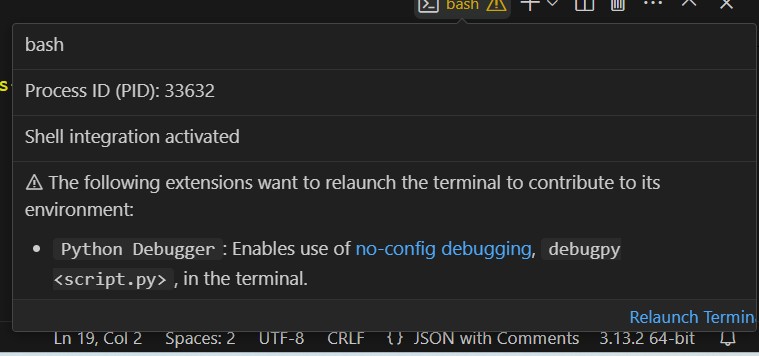 bash
bash
Process ID (PID): 33632
Shell integration activated
The following extensions want to relaunch the terminal to contribute to its
environment:
• Python Debugger: Enables use of no-config debugging, debugpy
<script.py>, in the terminal.
Relaunch Termin
Ln 19, Col 2 Spaces: 2 UTF-8 CRLF {} JSON with Comments 3.13.2 64-bit